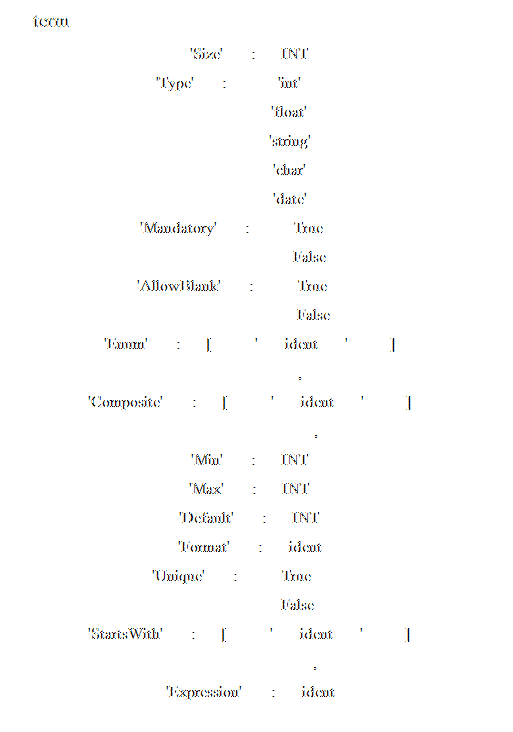 term
'Size' : INT
'Type' : 'int'
'float'
'string'
'char'
'date'
'Mandatory' : True
False
'AllowBlank' : True
False
'Enum' : [ ' ident ' ]
,
'Composite' : [ ' ident ' ]
,
'Min' : INT
'Max' : INT
'Default' : INT
'Format' : ident
'Unique' : True
False
'StartsWith' : [ ' ident ' ]
,
'Expression' : ident